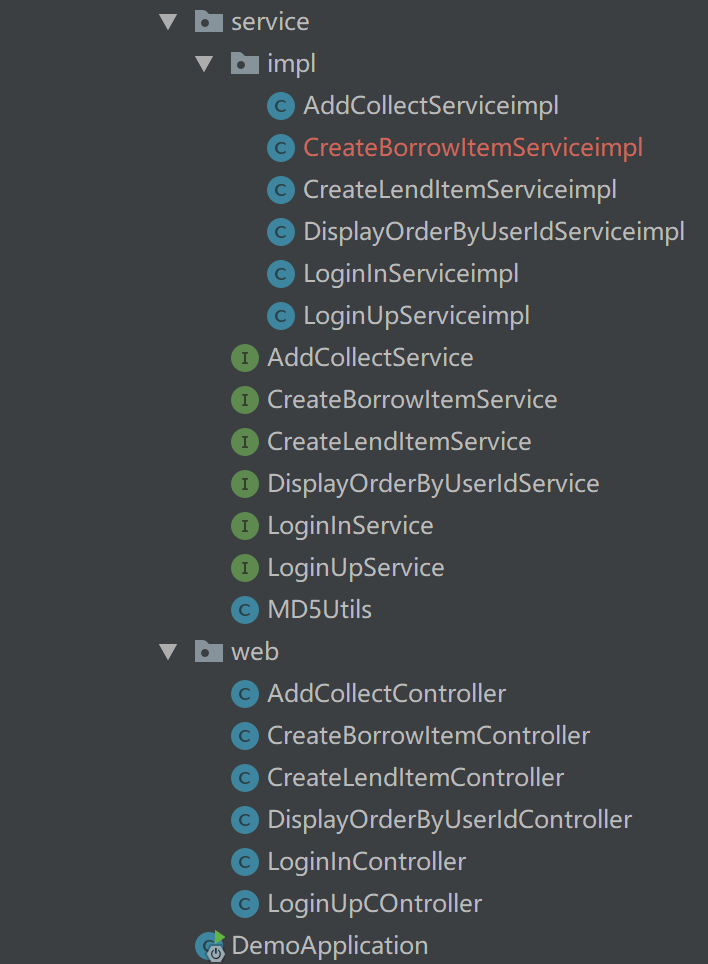 service
impl
AddCollectServiceimpl
CreateBorrowItemServiceimpl
CreateLendItemServiceimpl
DisplayOrderByUserIdServiceimpl
LoginInServiceimpl
LoginUpServiceimpl
AddCollectService
CreateBorrowItemService
CreateLendItemService
DisplayOrderByUserIdService
LoginInService
LoginUpService
MD5Utils
web
AddCollectController
CreateBorrowItemController
CreateLendItemController
DisplayOrderByUserIdController
LoginInController
LoginUpCOntroller
DemoApplication